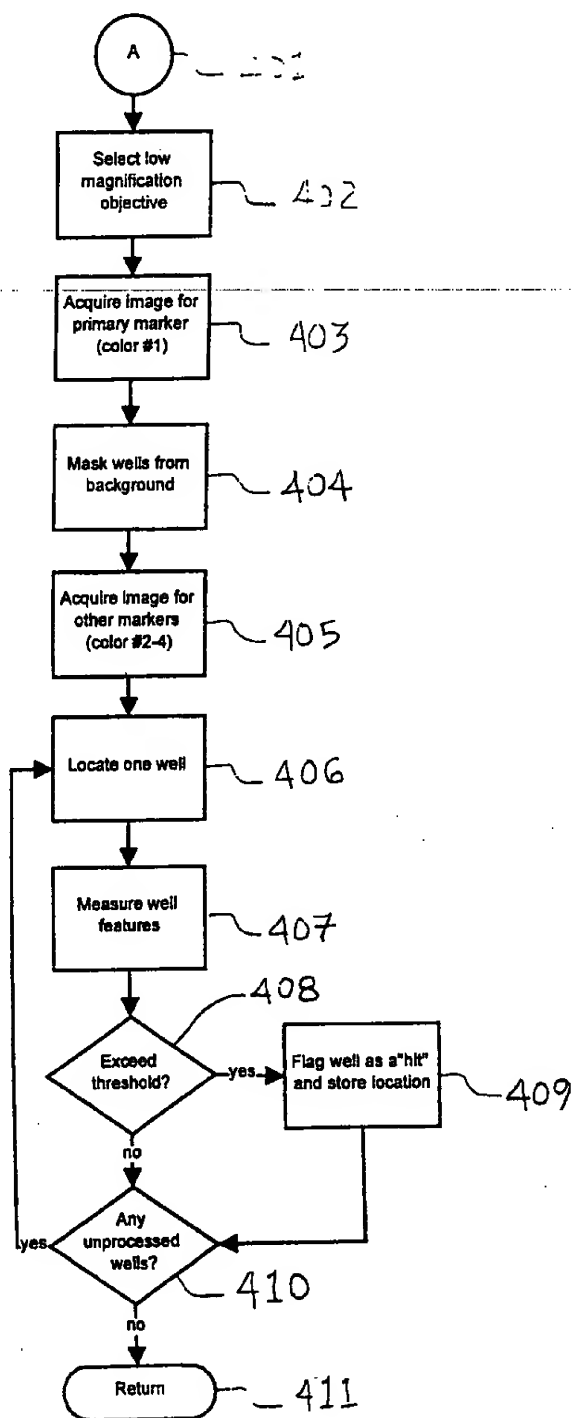 A
Select low
magnification
objective
402
Acquire image for
primary marker
(color #1)
403
Mask wells from
background
404
Acquire image for
other markers
(color #2-4)
405
Locate one well
406
Measure well
features
407
408
Exceed
threshold?
yes
Flag well as a"hit"
and store location
409
no
Any
unprocessed
wells?
yes
410
no
Return
411